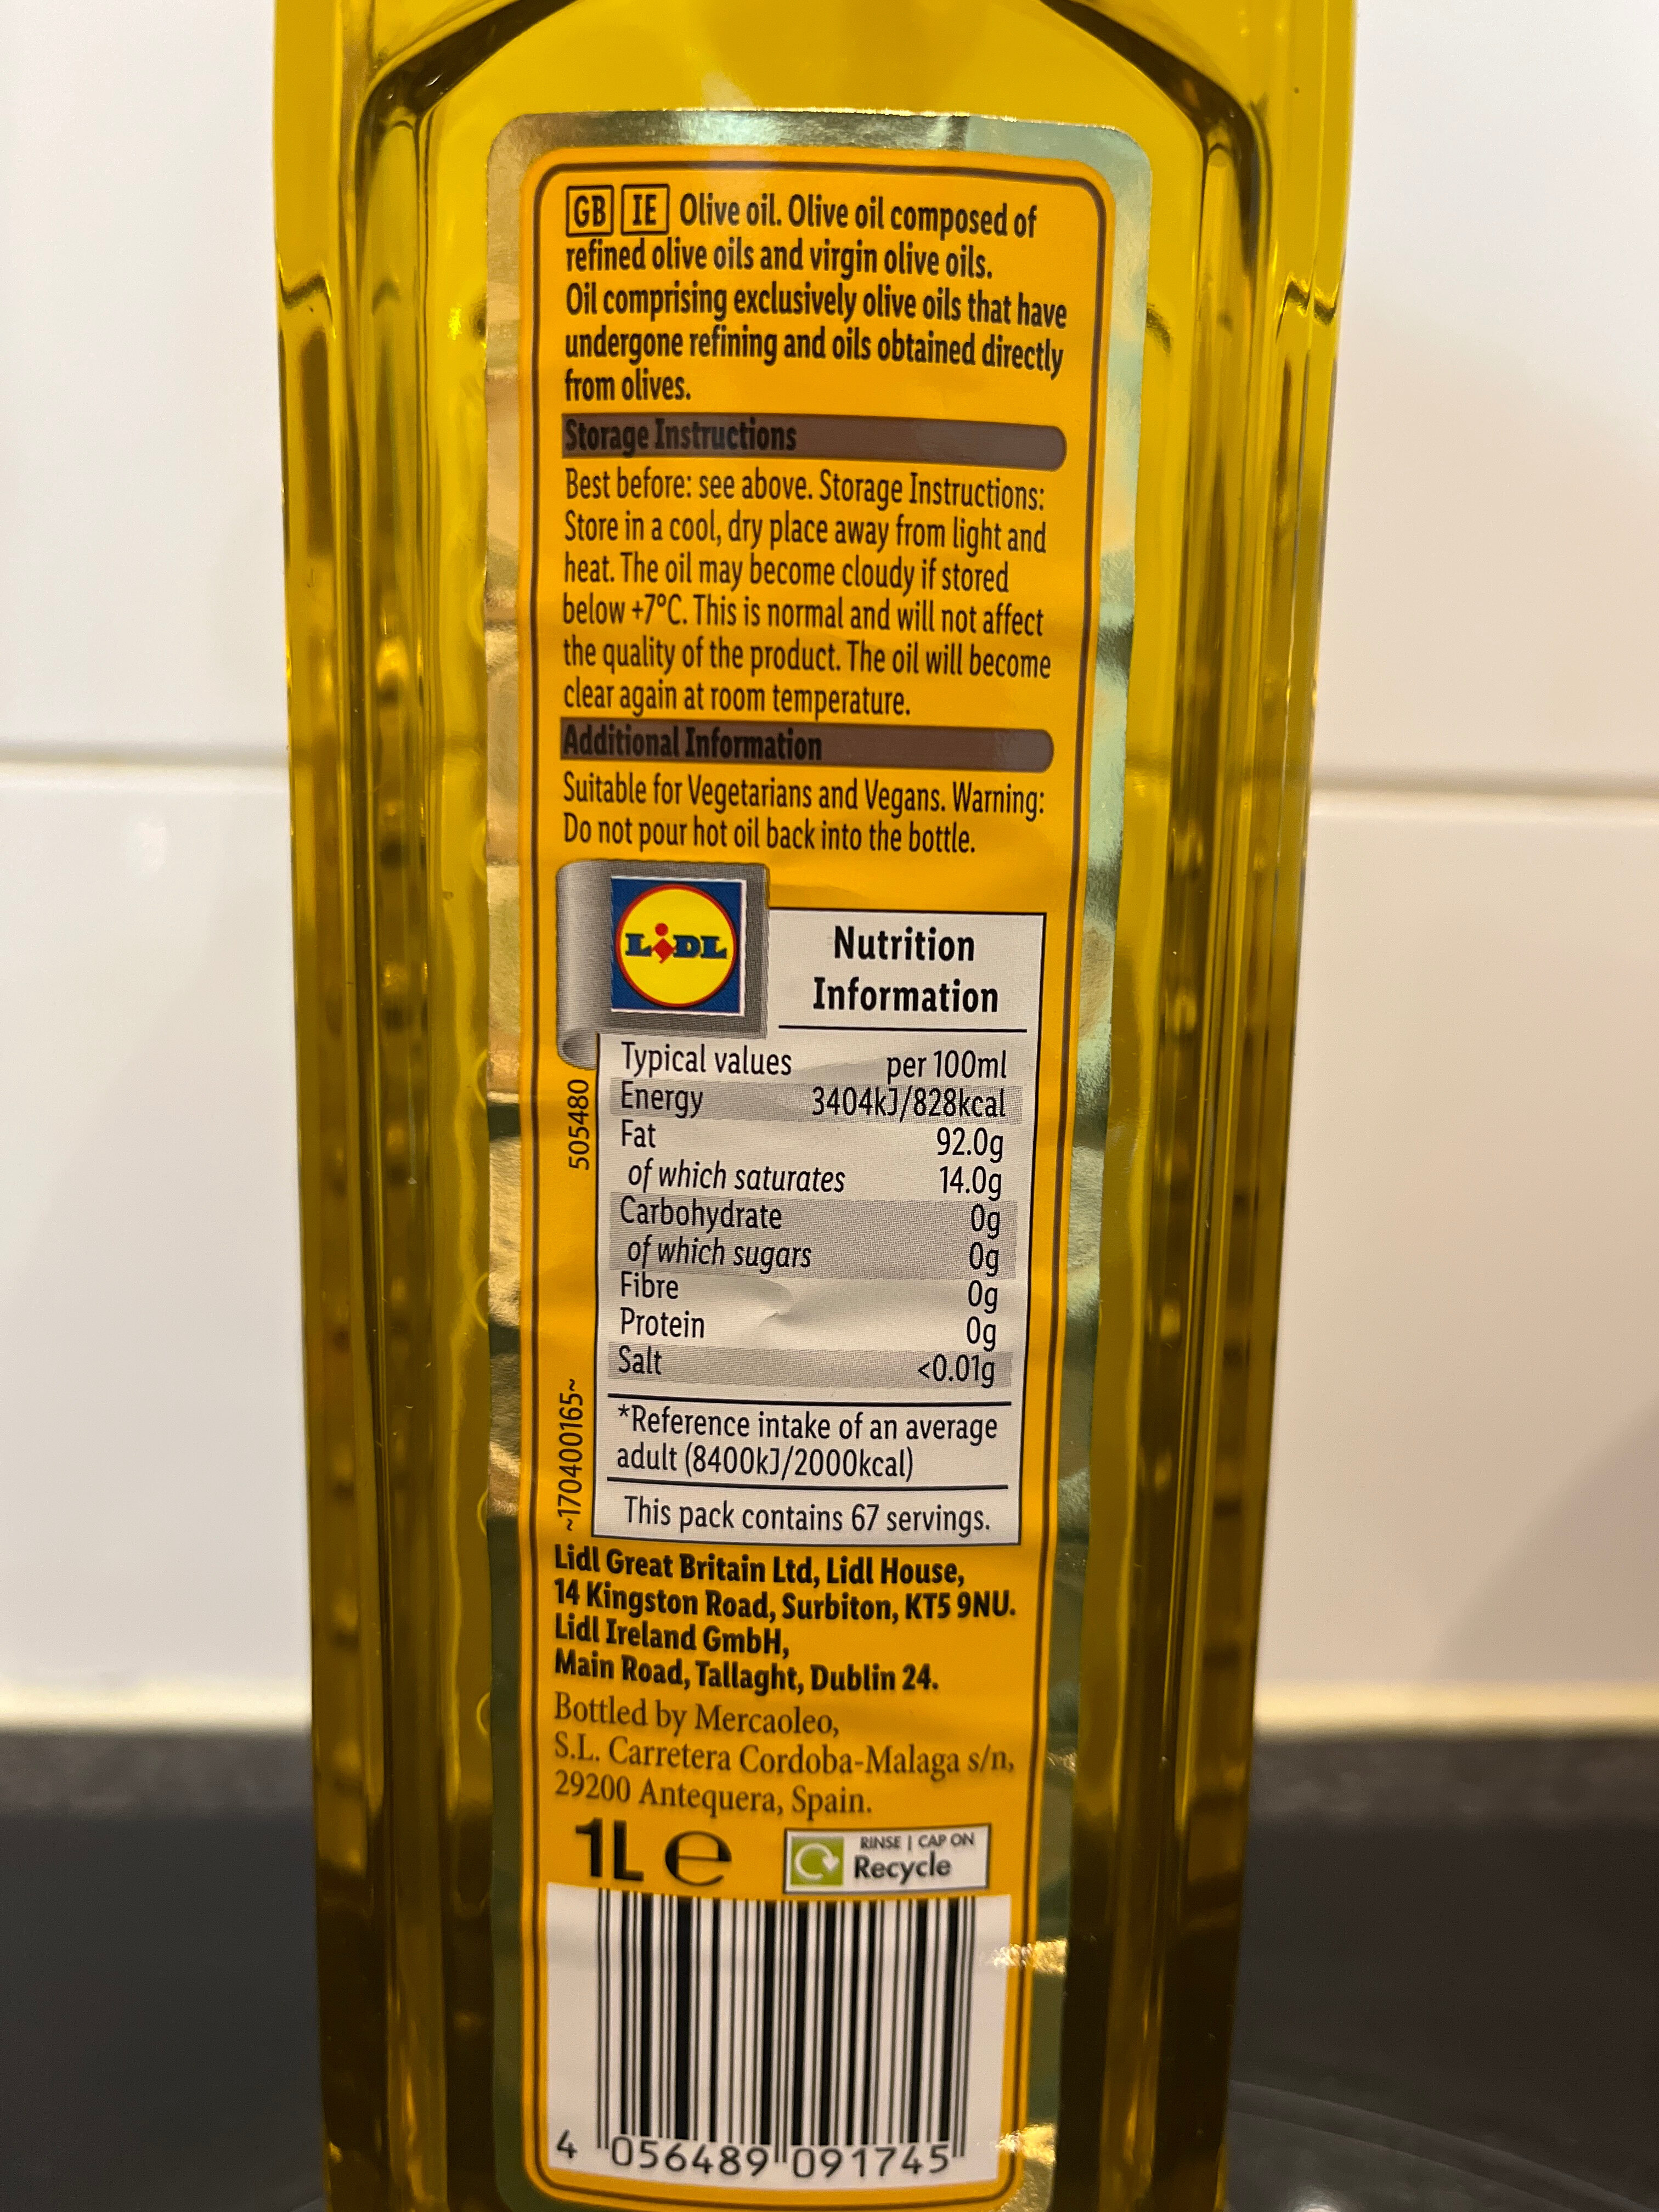 GB IE Olive oil. Olive oil composed of
refined olive oils and virgin olive oils.
Oil comprising exclusively olive oils that have
undergone refining and oils obtained directly
from olives.
Storage Instructions
Best before: see above. Storage Instructions:
Store in a cool, dry place away from light and
heat. The oil may become cloudy if stored
below +7°C. This is normal and will not affect
the quality of the product. The oil will become
clear again at room temperature.
Additional Information
Suitable for Vegetarians and Vegans. Warning:
Do not pour hot oil back into the bottle.
LIDL
Nutrition
Information
Typical values per 100ml
Energy 3404kJ/828kcal
Fat 92.0g
of which saturates 14.0g
Carbohydrate 0g
of which sugars 0g
Fibre 0g
Protein 0g
Salt <0.01g
*Reference intake of an average
adult (8400kJ/2000kcal)
This pack contains 67 servings.
505480
~170400165~
Lidl Great Britain Ltd, Lidl House,
14 Kingston Road, Surbiton, KT5 9NU.
Lidl Ireland GmbH,
Main Road, Tallaght, Dublin 24.
Bottled by Mercaoleo,
S.L. Carretera Cordoba-Malaga s/n,
29200 Antequera, Spain.
1L e
RINSE | CAP ON
Recycle
4 056489 091745